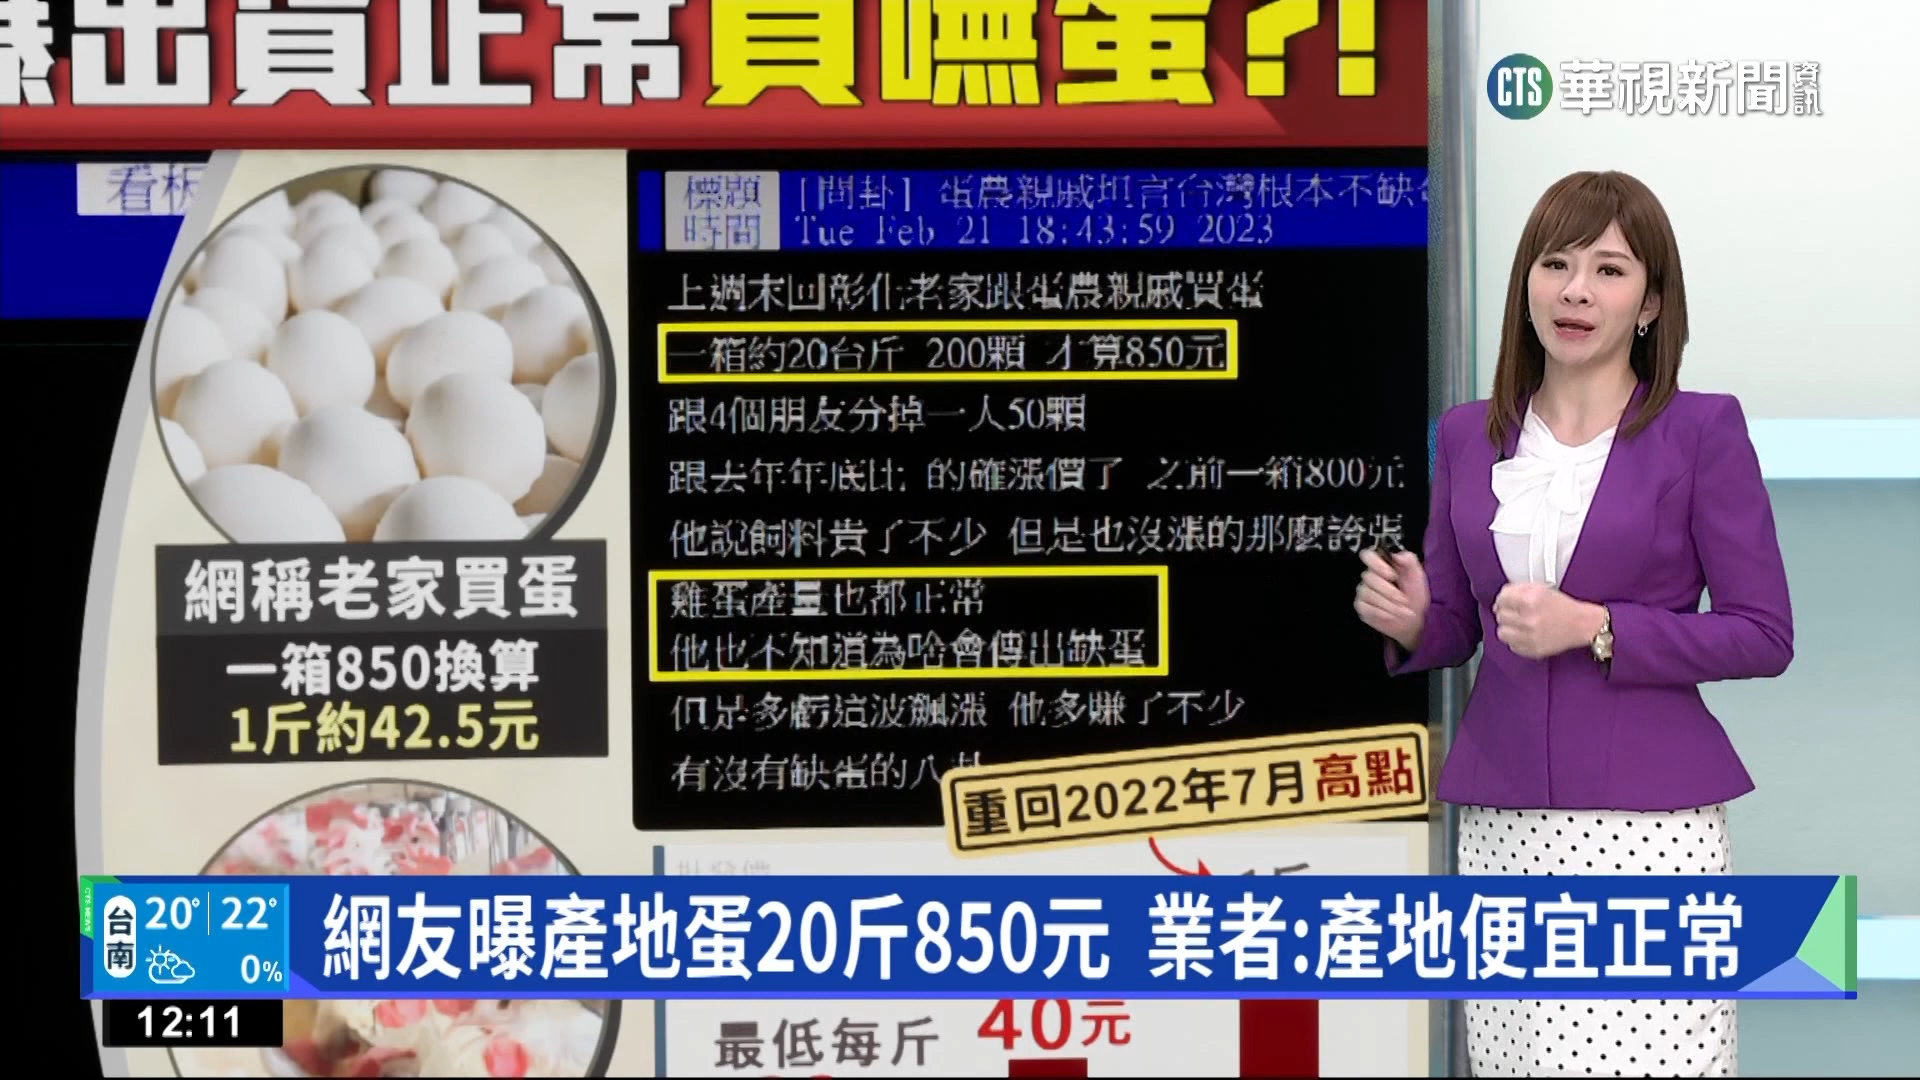 爆出貨正常買嘸蛋?!
CTS 華視新聞資訊
看板
標題 [問卦] 蛋農親戚坦言台灣根本不缺
時間 Tue Feb 21 18:43:59 2023
上週末回彰化老家跟蛋農親戚買蛋
一箱約20台斤 200顆 才算850元
跟4個朋友分掉一人50顆
跟去年年底比 的確漲價了 之前一箱800元
他說飼料貴了不少 但是也沒漲的那麼誇張
雞蛋產量也都正常
他也不知道為啥會傳出缺蛋
但是多虧這波飆漲 他多賺了不少
有沒有缺蛋的八卦
網稱老家買蛋
一箱850換算
1斤約42.5元
重回2022年7月高點
批發價
台南 20° 22° 0%
網友曝產地蛋20斤850元 業者:產地便宜正常
12:11
最低每斤 40元